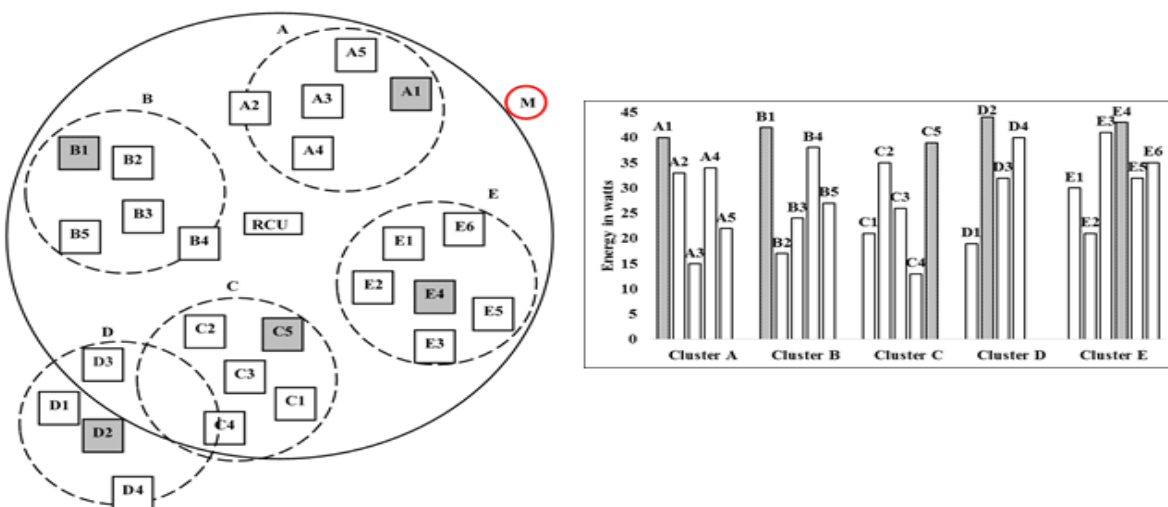 A
A5
A1
A3
A2
A4
M
B
B1
B2
B3
B5
B4
RCU
E
E6
E1
E2
E4
E5
E3
C
C2
C5
C3
C1
C4
D
D3
D1
D2
D4
Energy in watts
45
40
35
30
25
20
15
10
5
0
A1
A2
A3
A4
A5
B1
B2
B3
B4
B5
C1
C2
C3
C4
C5
D1
D2
D3
D4
E1
E2
E3
E4
E5
E6
Cluster A Cluster B Cluster C Cluster D Cluster E